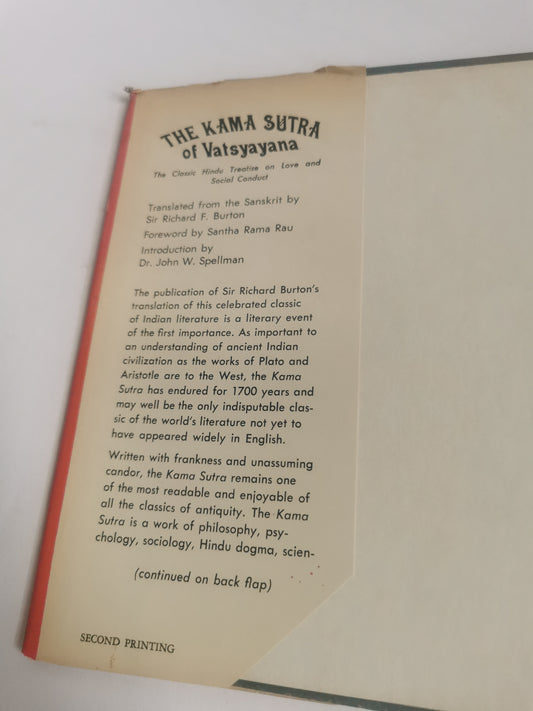 THE KAMA SUTRA
of Vatsyayana
The Classic Hindu Treatise on Love and
Social Conduct
Translated from the Sanskrit by
Sir Richard F. Burton
Foreword by Santha Rama Rau
Introduction by
Dr. John W. Spellman
The publication of Sir Richard Burton's
translation of this celebrated classic
of Indian literature is a literary event
of the first importance. As important to
an understanding of ancient Indian
civilization as the works of Plato and
Aristotle are to the West, the Kama
Sutra has endured for 1700 years and
may well be the only indisputable clas-
sic of the world's literature not yet to
have appeared widely in English.
Written with frankness and unassuming
candor, the Kama Sutra remains one
of the most readable and enjoyable of
all the classics of antiquity. The Kama
Sutra is a work of philosophy, psy-
chology, sociology, Hindu dogma, scien-
(continued on back flap)
SECOND PRINTING